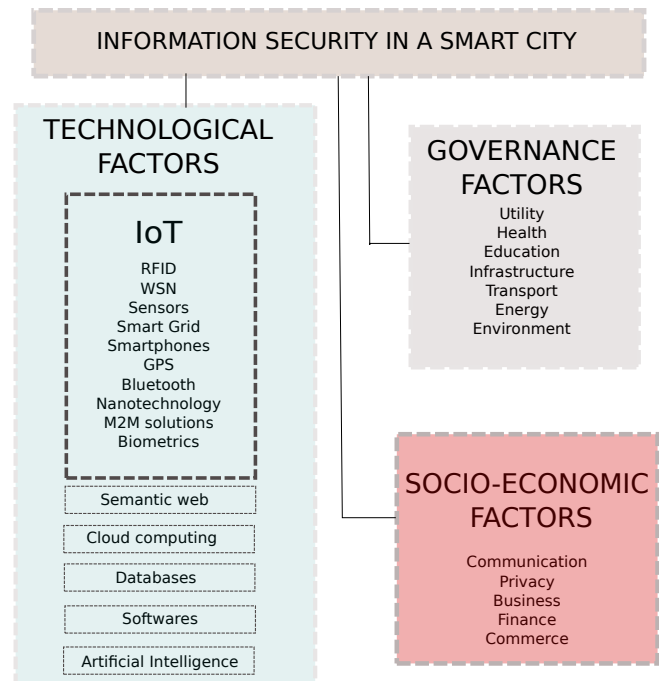 INFORMATION SECURITY IN A SMART CITY
TECHNOLOGICAL
FACTORS
IoT
RFID
WSN
Sensors
Smart Grid
Smartphones
GPS
Bluetooth
Nanotechnology
M2M solutions
Biometrics
Semantic web
Cloud computing
Databases
Softwares
Artificial Intelligence
GOVERNANCE
FACTORS
Utility
Health
Education
Infrastructure
Transport
Energy
Environment
SOCIO-ECONOMIC
FACTORS
Communication
Privacy
Business
Finance
Commerce